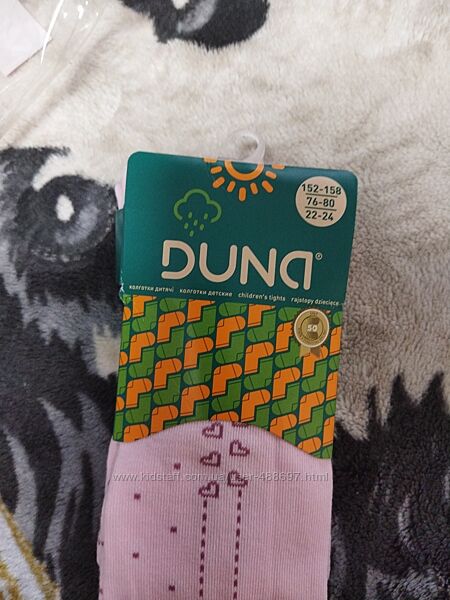 152-158
76-80
22-24
DUNA®
колготки дитячі колготки детские children's tights rajstopy dziecięce
50